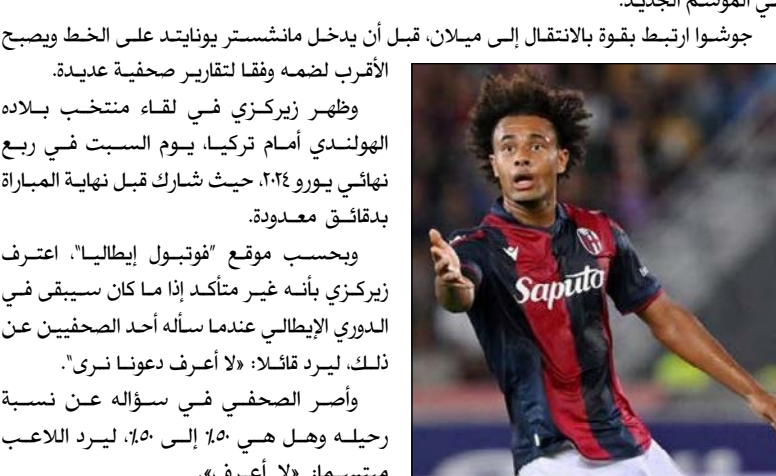 في الموسم الجديد.
جوشوا ارتبط بقوة بالانتقال إلى ميلان، قبل أن يدخل مانشستر يونايتد على الخط ويصبح
الأقرب لضمه وفقا لتقارير صحفية عديدة.
وظهر زيركزي في لقاء منتخب بلاده
الهولندي أمام تركيا، يوم السبت في ربع
نهائي يورو ٢٠٢٤، حيث شارك قبل نهاية المباراة
بدقائق معدودة.
وبحسب موقع "فوتبول إيطاليا"، اعترف
زيركزي بأنه غير متأكد إذا ما كان سيبقى في
الدوري الإيطالي عندما سأله أحد الصحفيين عن
ذلك، ليرد قائلا: «لا أعرف دعونا نرى".
وأصر الصحفي في سؤاله عن نسبة
رحيله وهل هي ٥٠٪ إلى ٥٠٪، ليرد اللاعب
مبتسما: «لا أعرف».
Saputo